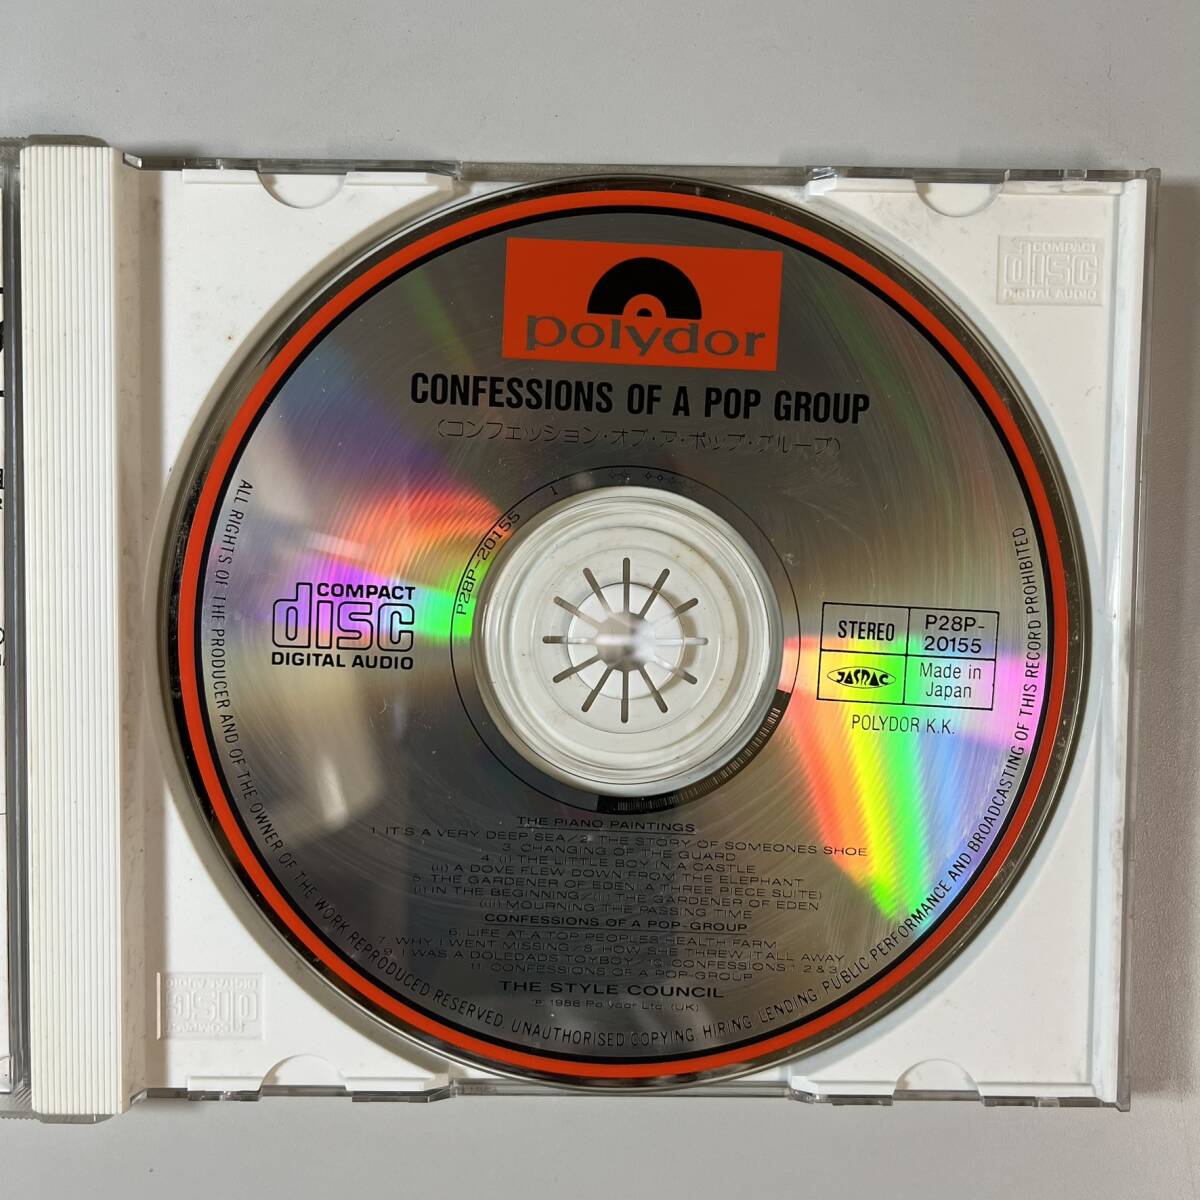 polydor
CONFESSIONS OF A POP GROUP
(コンフェッション・オブ・ア・ポップ・グループ)
P28P-20155 1
COMPACT
disc
DIGITAL AUDIO
COMPACT
disc
DIGITAL AUDIO
STEREO
P28P-
20155
JASRAC
Made in
Japan
POLYDOR K.K.
THE PIANO PAINTINGS
1. IT'S A VERY DEEP SEA/2. THE STORY OF SOMEONES SHOE
3. CHANGING OF THE GUARD
4. (i) THE LITTLE BOY IN A CASTLE
(ii) A DOVE FLEW DOWN FROM THE ELEPHANT
5. THE GARDENER OF EDEN (A THREE PIECE SUITE)
(i) IN THE BEGINNING/(ii) THE GARDENER OF EDEN
(iii) MOURNING THE PASSING TIME
CONFESSIONS OF A POP-GROUP
6. LIFE AT A TOP PEOPLES HEALTH FARM
7. WHY I WENT MISSING/8. HOW SHE THREW IT ALL AWAY
9. I WAS A DOLEDADS TOYBOY/ CONFESSIONS 1 2 & 3
11. CONFESSIONS OF A POP-GROUP
THE STYLE COUNCIL
℗ 1988 Polydor Ltd. (UK)
ALL RIGHTS OF THE PRODUCER AND OF THE OWNER OF THE WORK REPRODUCED RESERVED. UNAUTHORISED COPYING, HIRING, LENDING, PUBLIC PERFORMANCE AND BROADCASTING OF THIS RECORD PROHIBITED
COMPACT
disc
DIGITAL AUDIO